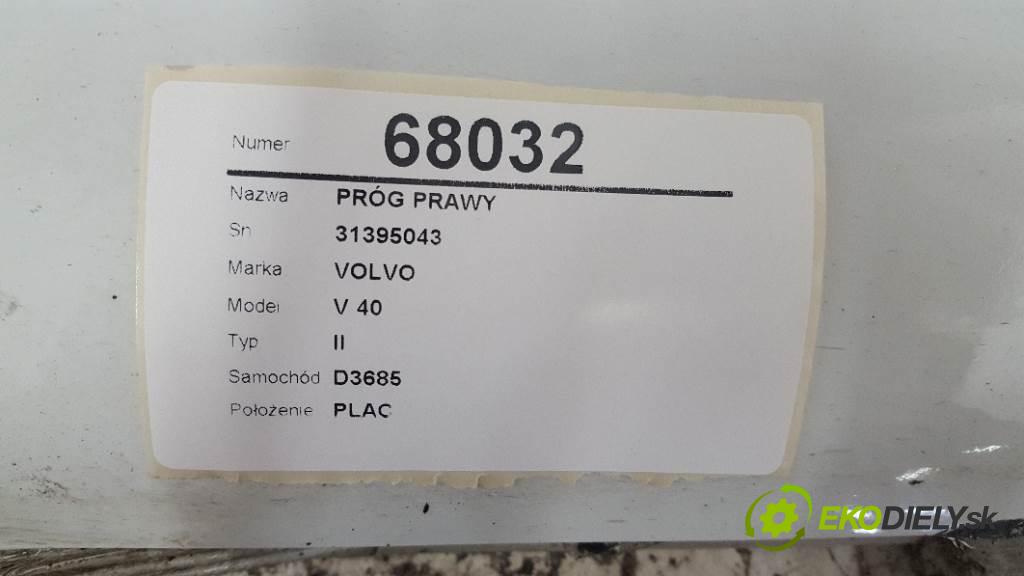 Numer 68032
Nazwa PRÓG PRAWY
Sn 31395043
Marka VOLVO
Model V 40
Typ II
Samochód D3685
Położenie PLAC
EKODIELY.sk